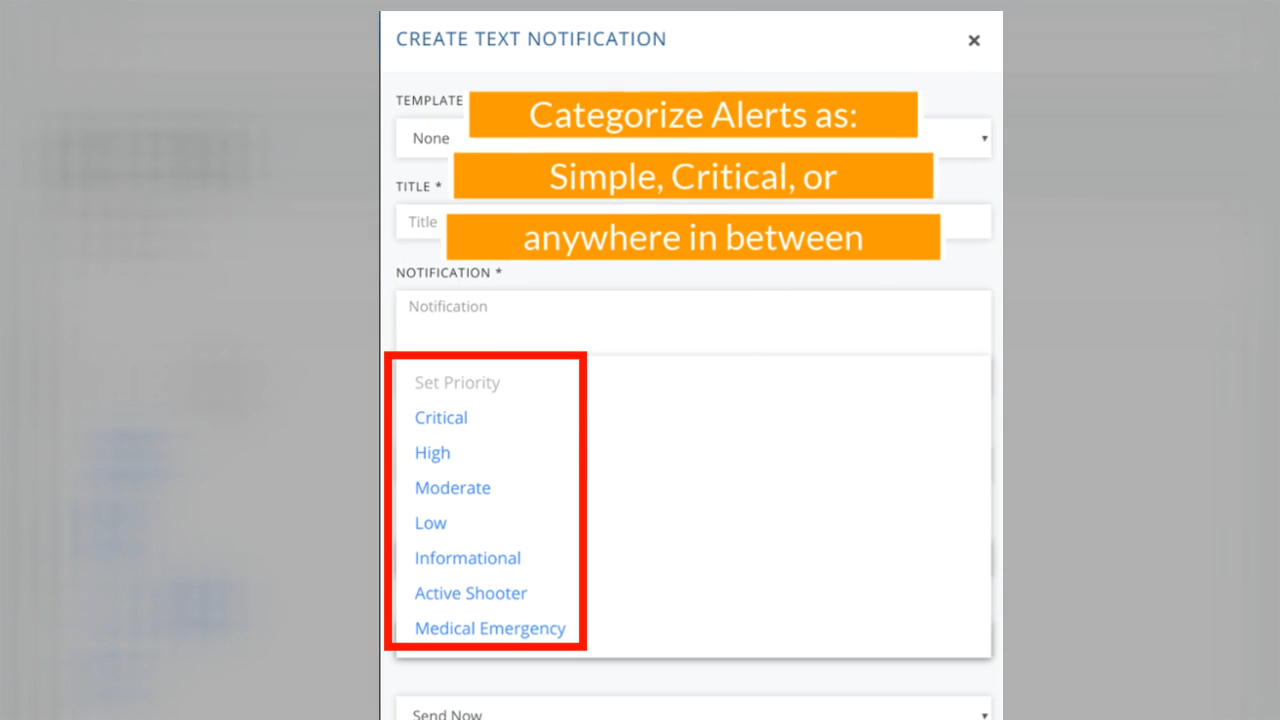 CREATE TEXT NOTIFICATION ×
TEMPLATE
Categorize Alerts as:
None
Simple, Critical, or
TITLE *
Title
anywhere in between
NOTIFICATION *
Notification
Set Priority
Critical
High
Moderate
Low
Informational
Active Shooter
Medical Emergency
Send Now